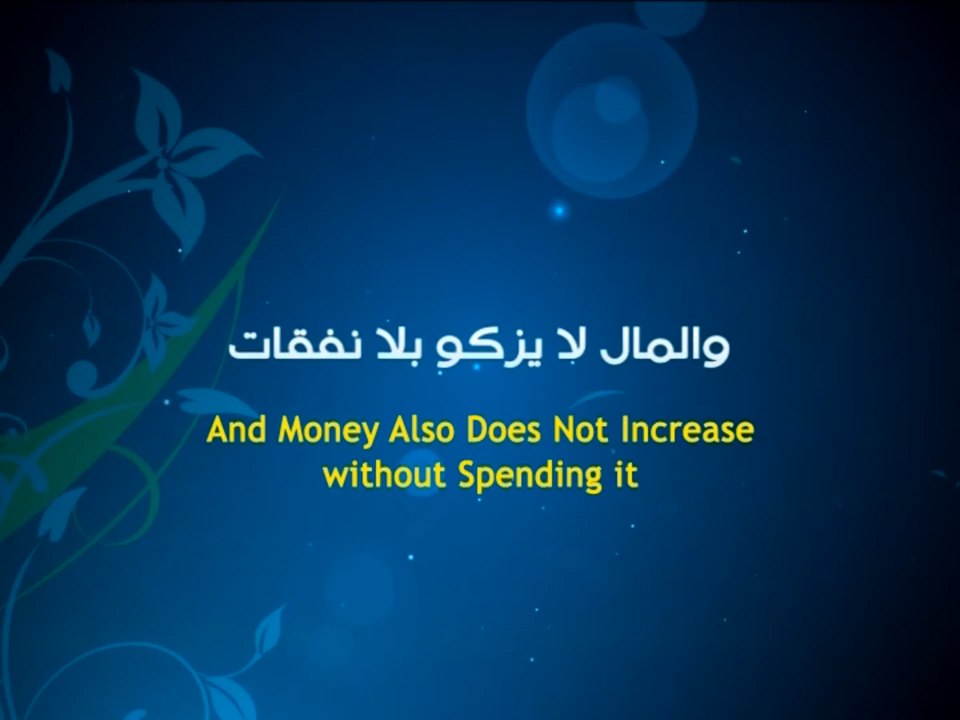 والمال لا يزكو بلا نفقات
And Money Also Does Not Increase
without Spending it